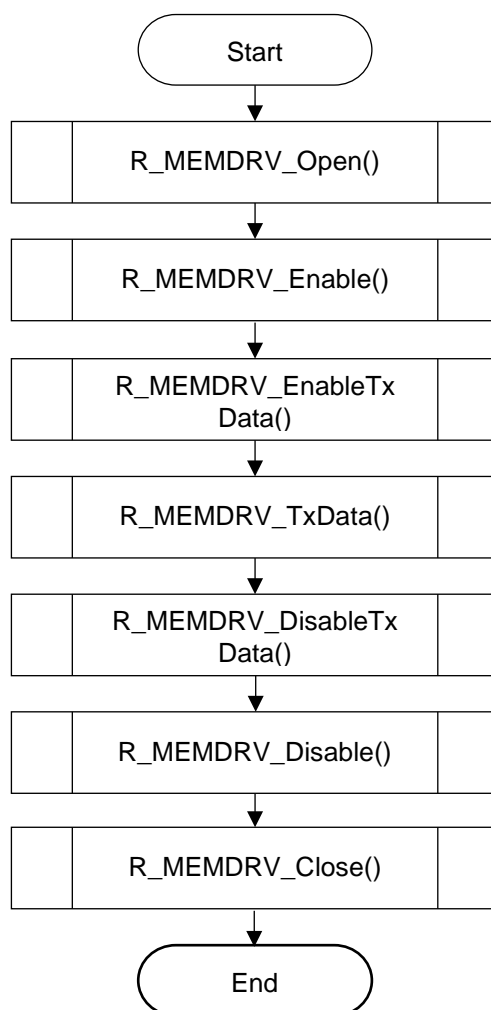 Start
R_MEMDRV_Open()
R_MEMDRV_Enable()
R_MEMDRV_EnableTx
Data()
R_MEMDRV_TxData()
R_MEMDRV_DisableTx
Data()
R_MEMDRV_Disable()
R_MEMDRV_Close()
End